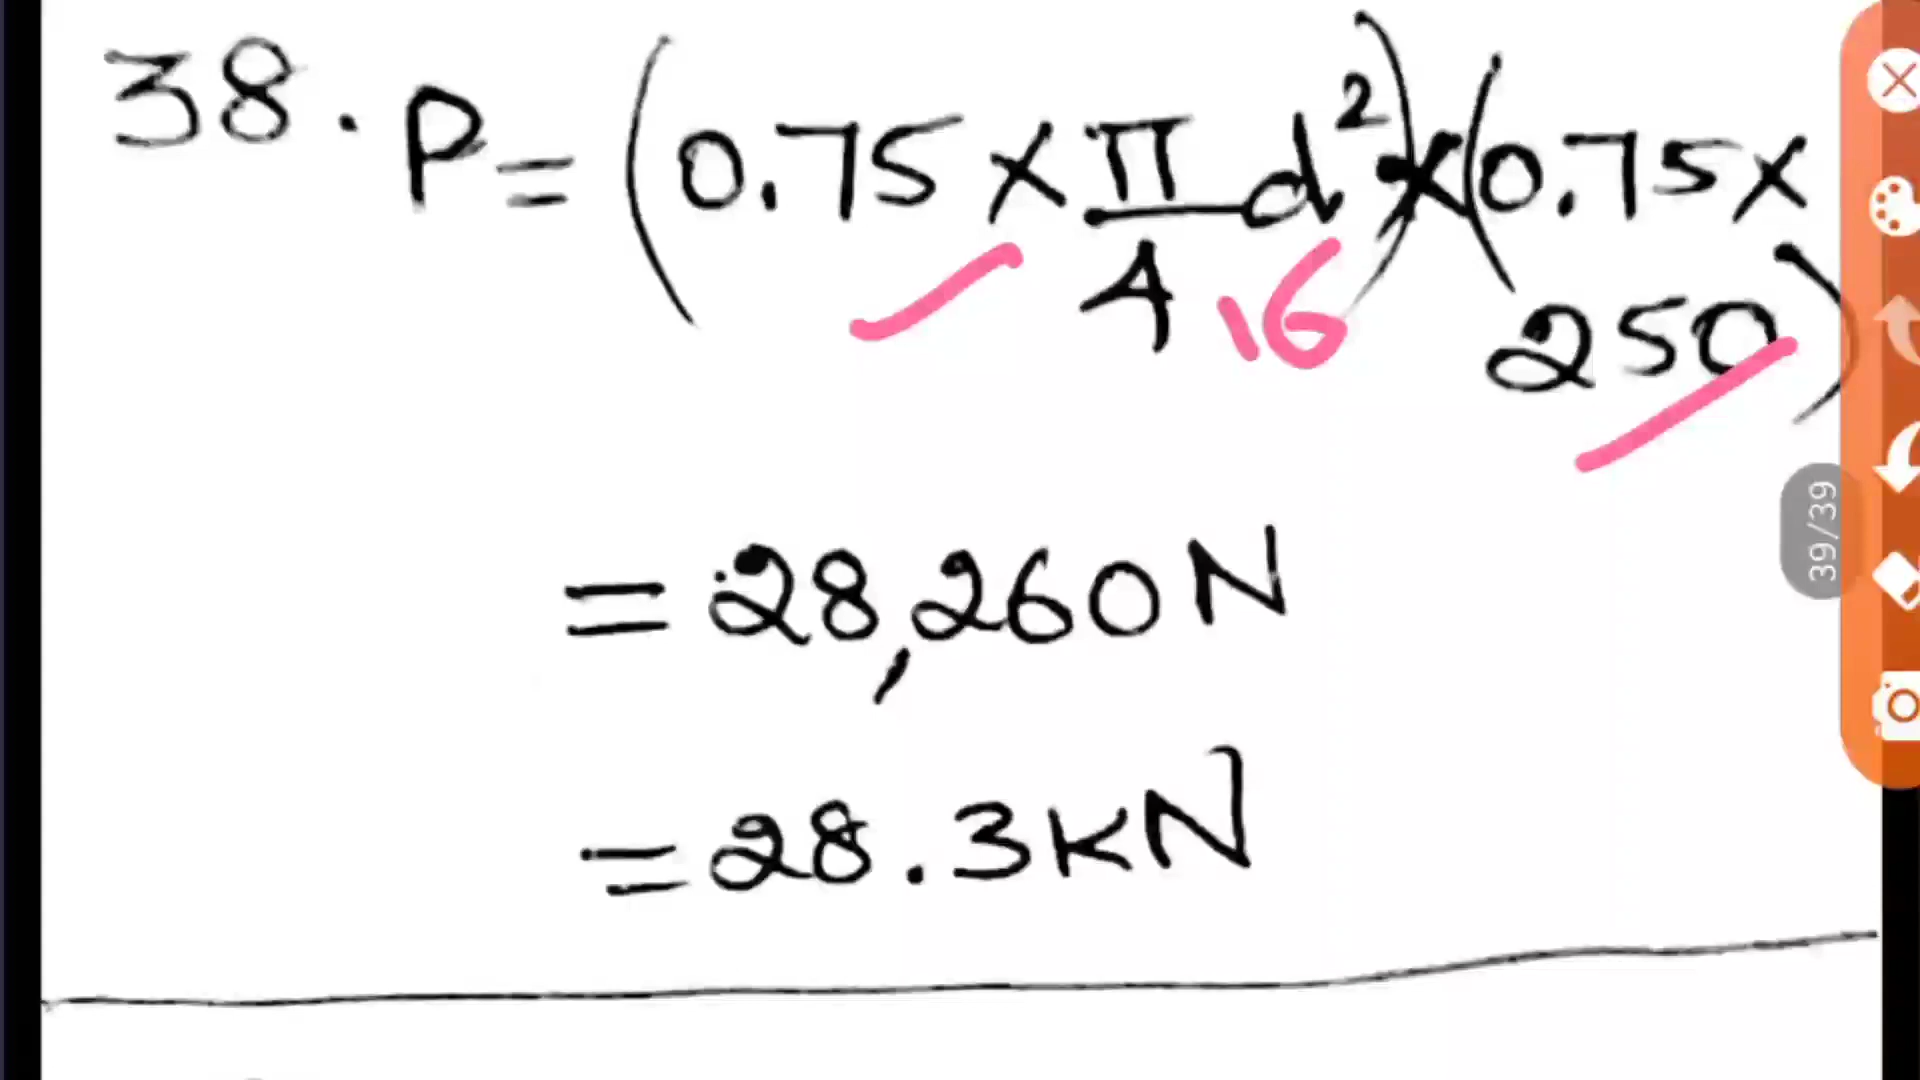 38. P = (0.75 × π/4 d²) × (0.75 ×
16
250)
= 28,260 N
= 28.3 KN
39/39